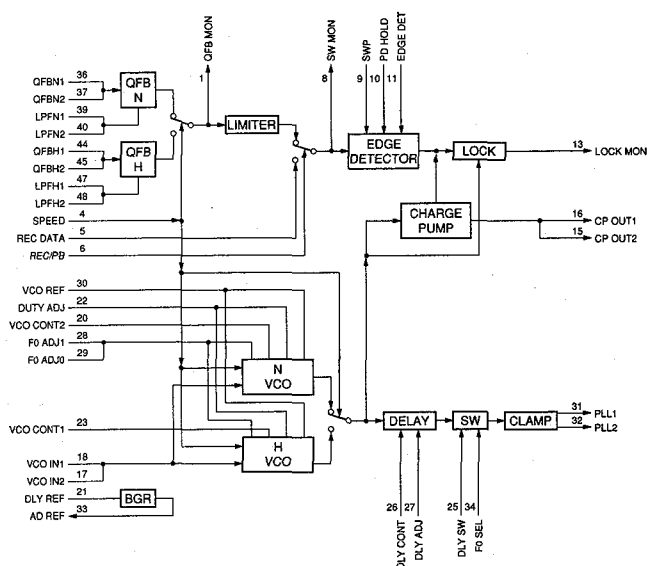 QFB MON
1
SW MON
8
SWP
9
PD HOLD
10
EDGE DET
11
QFBN1 36
QFBN2 37
LPFN1 39
LPFN2 40
QFBH1 44
QFBH2 45
LPFH1 47
LPFH2 48
SPEED 4
REC DATA 5
REC/PB 6
QFB
N
QFB
H
LIMITER
EDGE
DETECTOR
LOCK
13 LOCK MON
CHARGE
PUMP
16 CP OUT1
15 CP OUT2
VCO REF 30
DUTY ADJ 22
VCO CONT2 20
F0 ADJ1 28
F0 ADJ0 29
N
VCO
VCO CONT1 23
H
VCO
VCO IN1 18
VCO IN2 17
DLY REF 21
AD REF 33
BGR
DELAY
SW
CLAMP
31 PLL1
32 PLL2
26
DLY CONT
27
DLY ADJ
25
DLY SW
34
F0 SEL